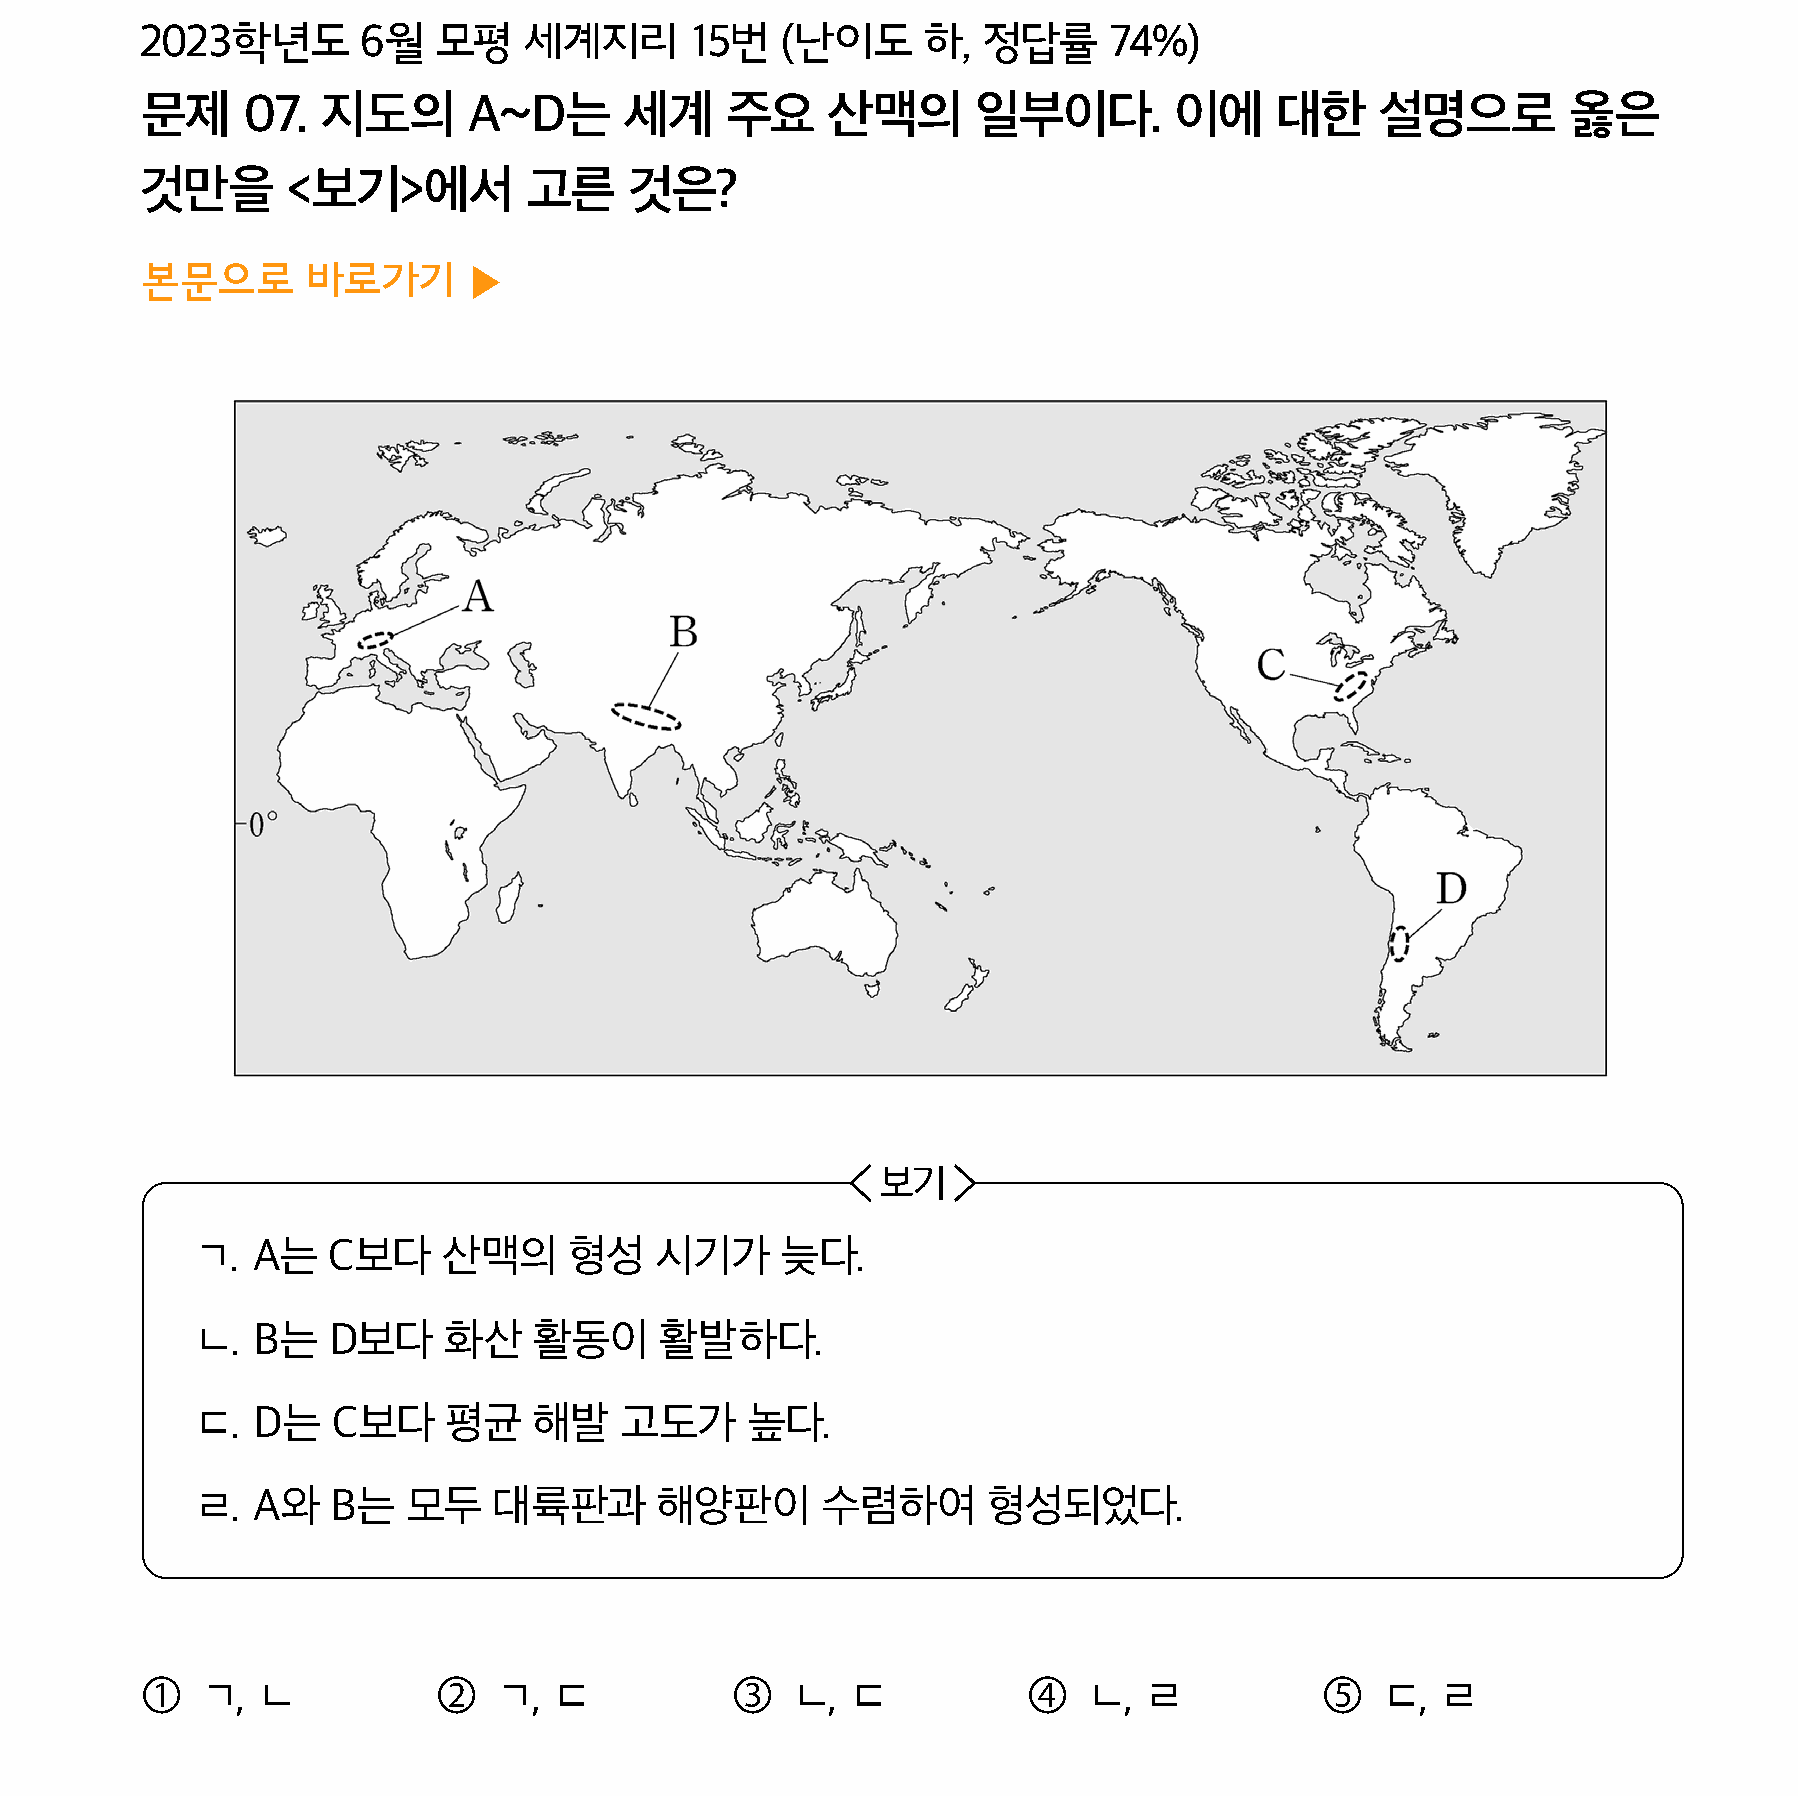 2023학년도 6월 모평 세계지리 15번 (난이도 하, 정답률 74%)
문제 07. 지도의 A~D는 세계 주요 산맥의 일부이다. 이에 대한 설명으로 옳은
것만을 <보기>에서 고른 것은?
본문으로 바로가기 ▶
A
B
C
0°
D
<보기>
ㄱ. A는 C보다 산맥의 형성 시기가 늦다.
ㄴ. B는 D보다 화산 활동이 활발하다.
ㄷ. D는 C보다 평균 해발 고도가 높다.
ㄹ. A와 B는 모두 대륙판과 해양판이 수렴하여 형성되었다.
① ㄱ, ㄴ ② ㄱ, ㄷ ③ ㄴ, ㄷ ④ ㄴ, ㄹ ⑤ ㄷ, ㄹ